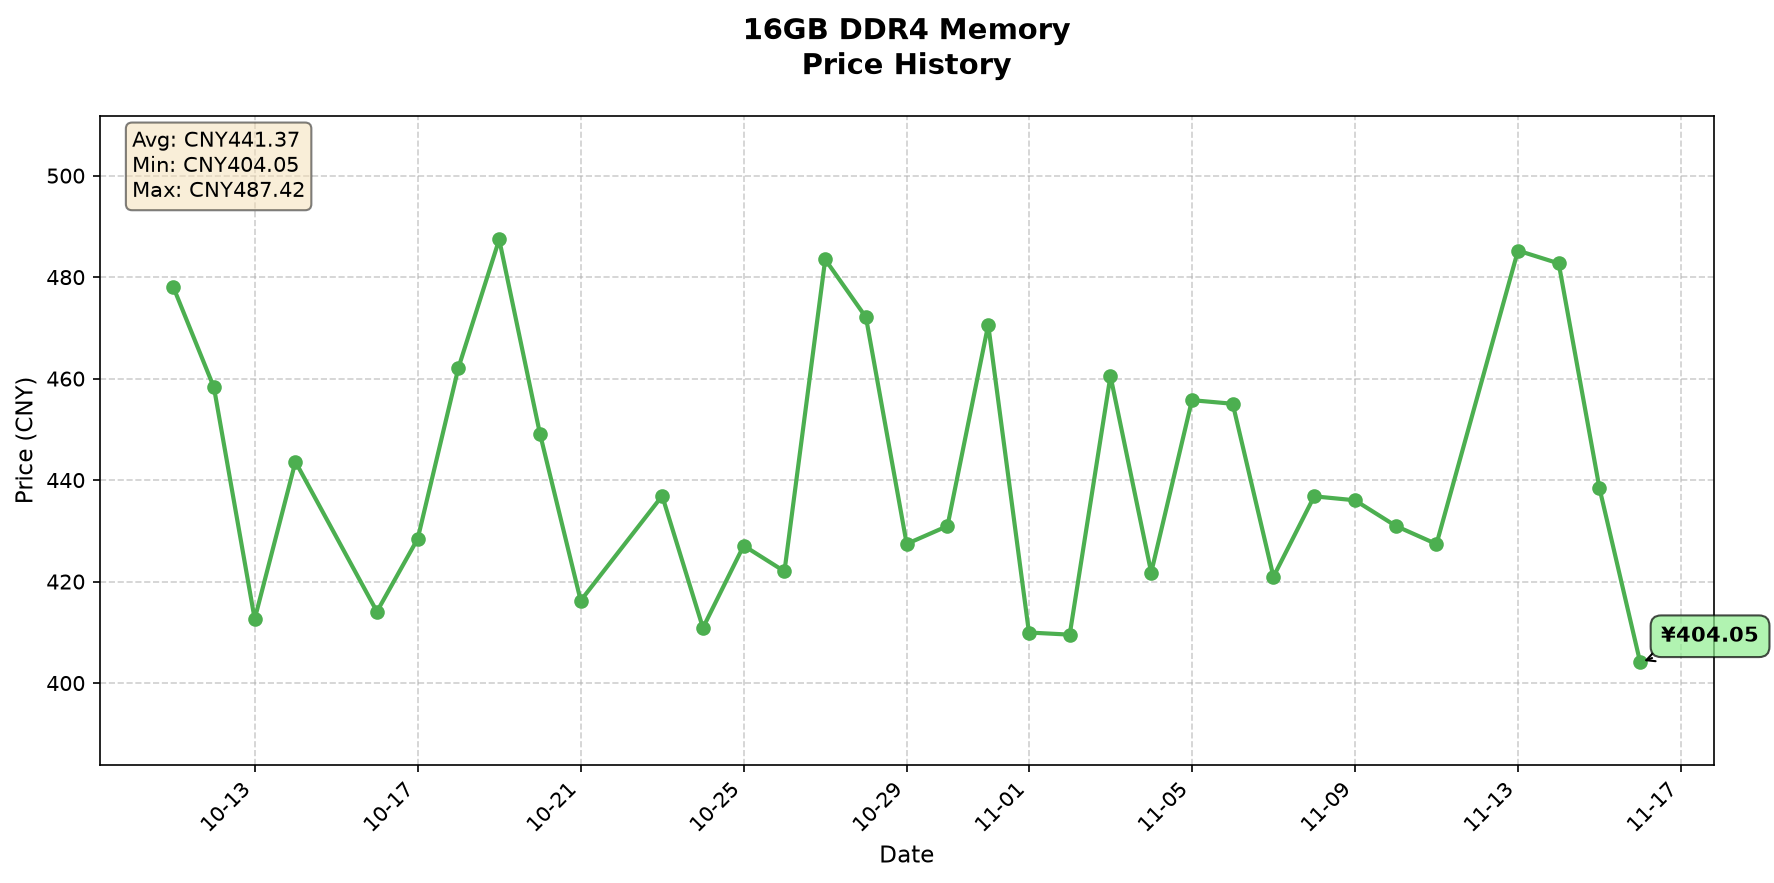 16GB DDR4 Memory
Price History
Avg: CNY441.37
Min: CNY404.05
Max: CNY487.42
500
480
460
440
420
400
Price (CNY)
¥404.05
10-13
10-17
10-21
10-25
10-29
11-01
11-05
11-09
11-13
11-17
Date